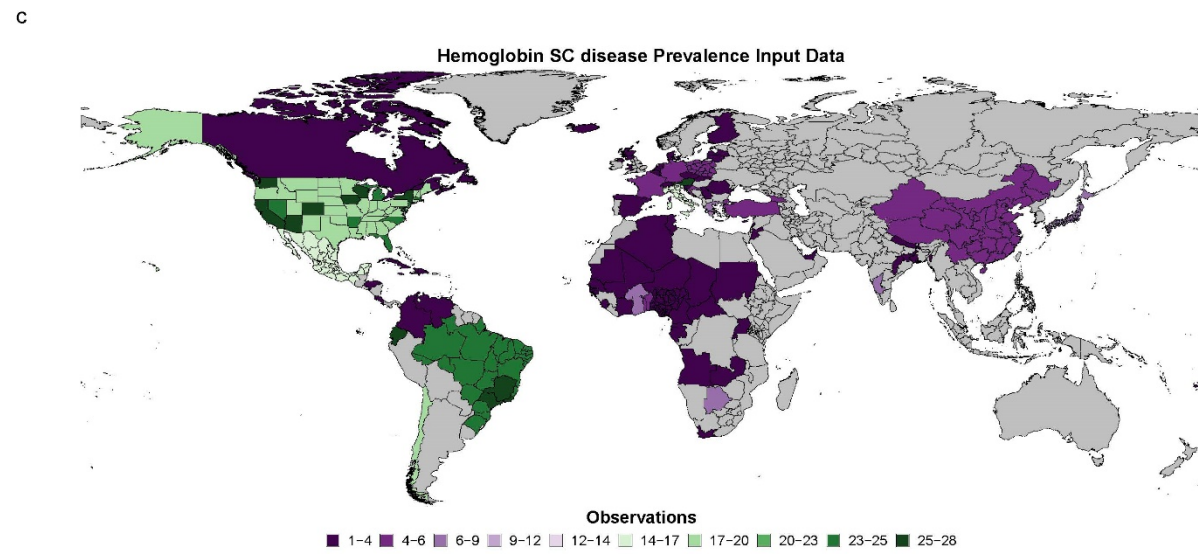 C
Hemoglobin SC disease Prevalence Input Data
Observations
1–4 4–6 6–9 9–12 12–14 14–17 17–20 20–23 23–25 25–28